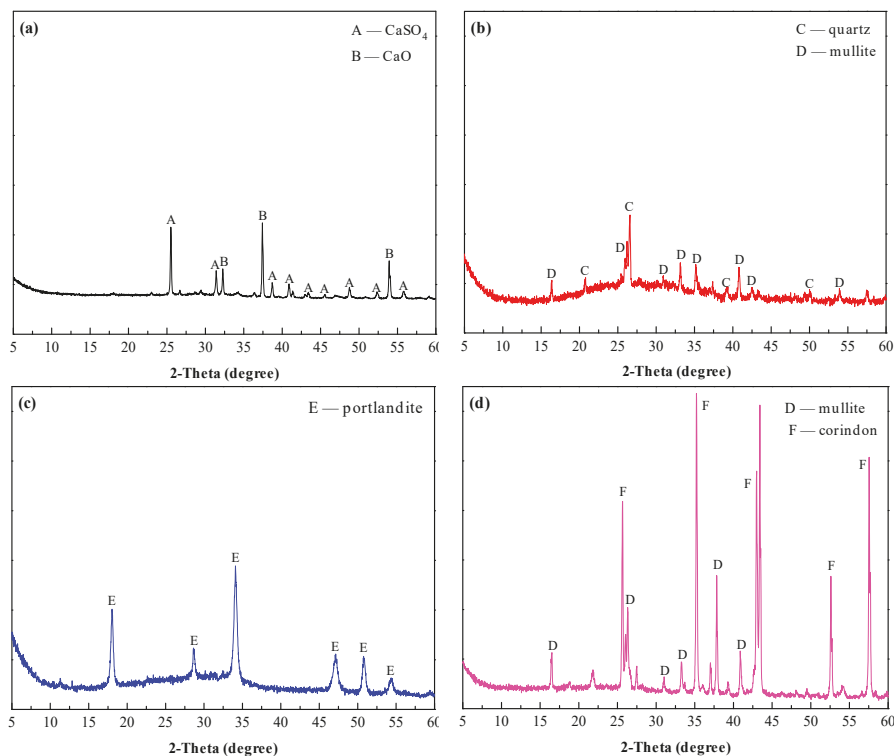 (a)
A — CaSO₄
B — CaO
A
A
B
B
A
A
A
A
A
A
B
A
5 10 15 20 25 30 35 40 45 50 55 60
2-Theta (degree)
(b)
C — quartz
D — mullite
D
C
D
C
D
D
D
C
D
D
C
D
5 10 15 20 25 30 35 40 45 50 55 60
2-Theta (degree)
(c)
E — portlandite
E
E
E
E
E
E
5 10 15 20 25 30 35 40 45 50 55 60
2-Theta (degree)
(d)
D — mullite
F — corindon
D
F
D
D
D
F
D
D
F
F
F
5 10 15 20 25 30 35 40 45 50 55 60
2-Theta (degree)